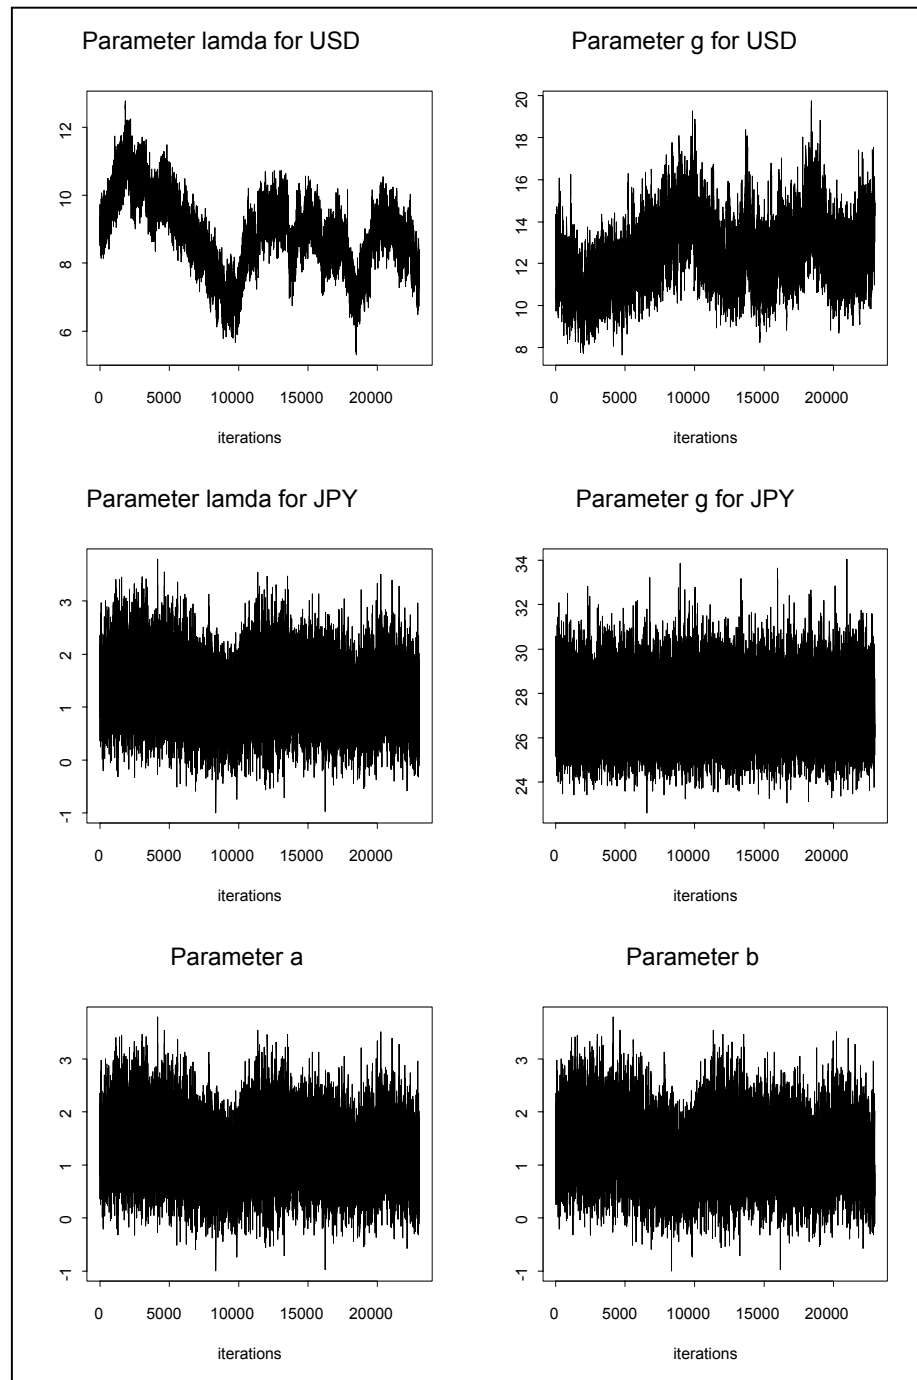 Parameter lamda for USD
12
10
8
6
0 5000 10000 15000 20000
iterations
Parameter g for USD
20
18
16
14
12
10
8
0 5000 10000 15000 20000
iterations
Parameter lamda for JPY
3
2
1
0
-1
0 5000 10000 15000 20000
iterations
Parameter g for JPY
34
32
30
28
26
24
0 5000 10000 15000 20000
iterations
Parameter a
3
2
1
0
-1
0 5000 10000 15000 20000
iterations
Parameter b
3
2
1
0
-1
0 5000 10000 15000 20000
iterations